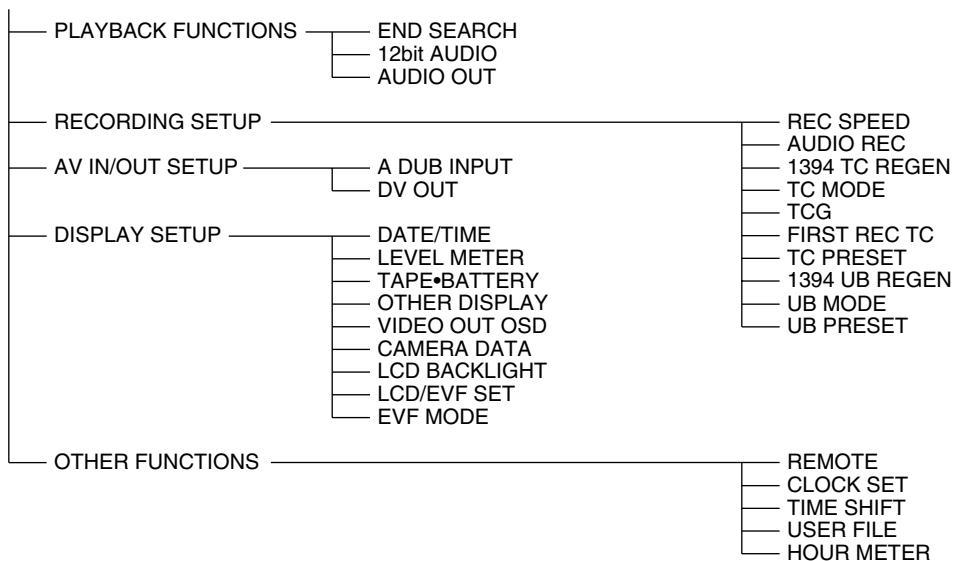 PLAYBACK FUNCTIONS
END SEARCH
12bit AUDIO
AUDIO OUT
RECORDING SETUP
REC SPEED
AUDIO REC
1394 TC REGEN
TC MODE
TCG
FIRST REC TC
TC PRESET
1394 UB REGEN
UB MODE
UB PRESET
AV IN/OUT SETUP
A DUB INPUT
DV OUT
DISPLAY SETUP
DATE/TIME
LEVEL METER
TAPE•BATTERY
OTHER DISPLAY
VIDEO OUT OSD
CAMERA DATA
LCD BACKLIGHT
LCD/EVF SET
EVF MODE
OTHER FUNCTIONS
REMOTE
CLOCK SET
TIME SHIFT
USER FILE
HOUR METER